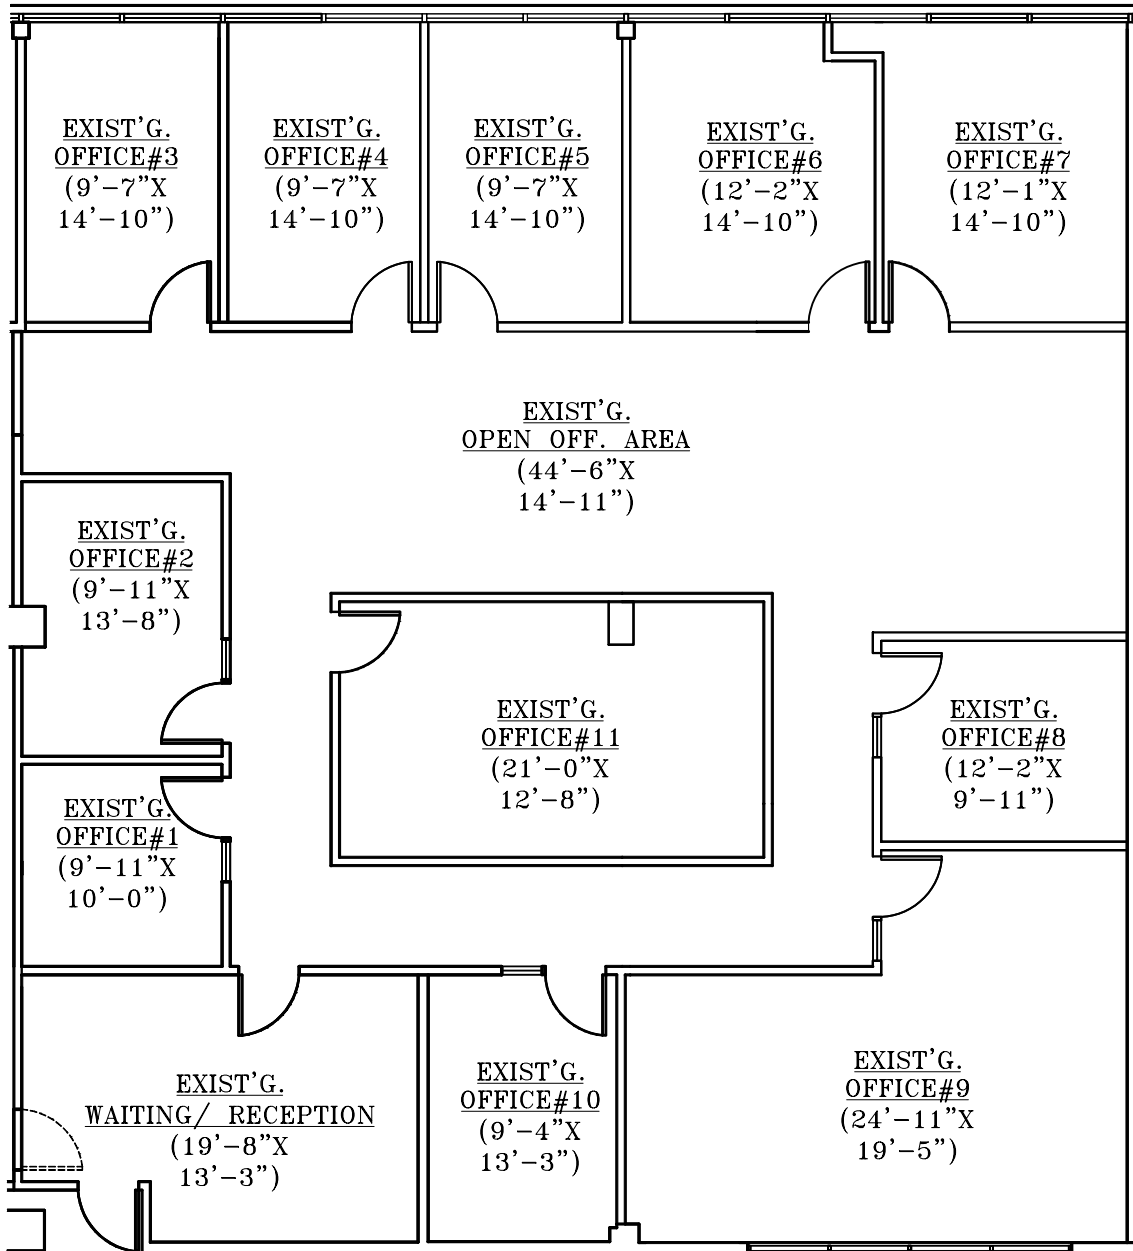 EXIST'G.
OFFICE#3
(9'-7"X
14'-10")
EXIST'G.
OFFICE#4
(9'-7"X
14'-10")
EXIST'G.
OFFICE#5
(9'-7"X
14'-10")
EXIST'G.
OFFICE#6
(12'-2"X
14'-10")
EXIST'G.
OFFICE#7
(12'-1"X
14'-10")
EXIST'G.
OPEN OFF. AREA
(44'-6"X
14'-11")
EXIST'G.
OFFICE#2
(9'-11"X
13'-8")
EXIST'G.
OFFICE#11
(21'-0"X
12'-8")
EXIST'G.
OFFICE#8
(12'-2"X
9'-11")
EXIST'G.
OFFICE#1
(9'-11"X
10'-0")
EXIST'G.
WAITING/ RECEPTION
(19'-8"X
13'-3")
EXIST'G.
OFFICE#10
(9'-4"X
13'-3")
EXIST'G.
OFFICE#9
(24'-11"X
19'-5")